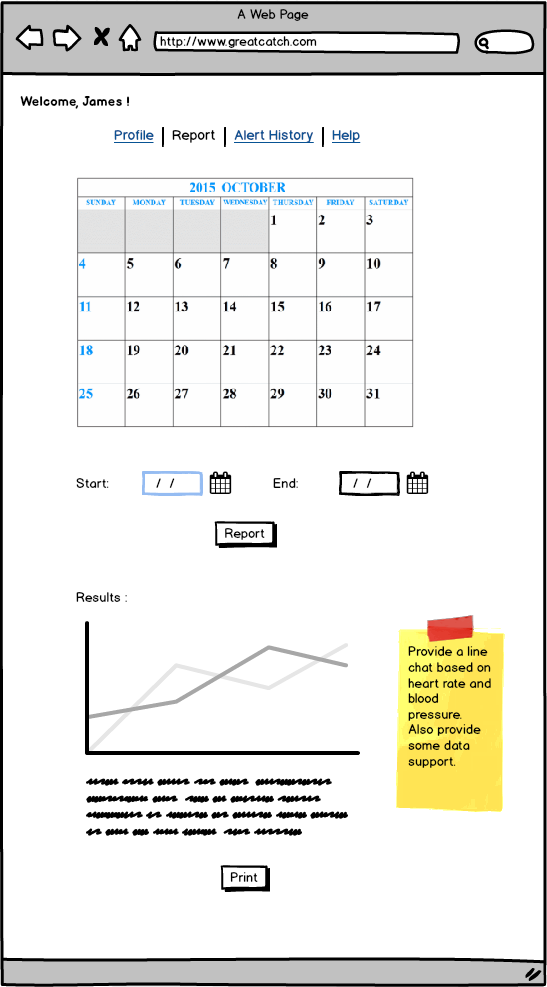 A Web Page
http://www.greatcatch.com
Welcome, James !
Profile | Report | Alert History | Help
2015 OCTOBER
SUNDAY MONDAY TUESDAY WEDNESDAY THURSDAY FRIDAY SATURDAY
1 2 3
4 5 6 7 8 9 10
11 12 13 14 15 16 17
18 19 20 21 22 23 24
25 26 27 28 29 30 31
Start: / / End: / /
Report
Results :
Provide a line
chat based on
heart rate and
blood
pressure.
Also provide
some data
support.
Print